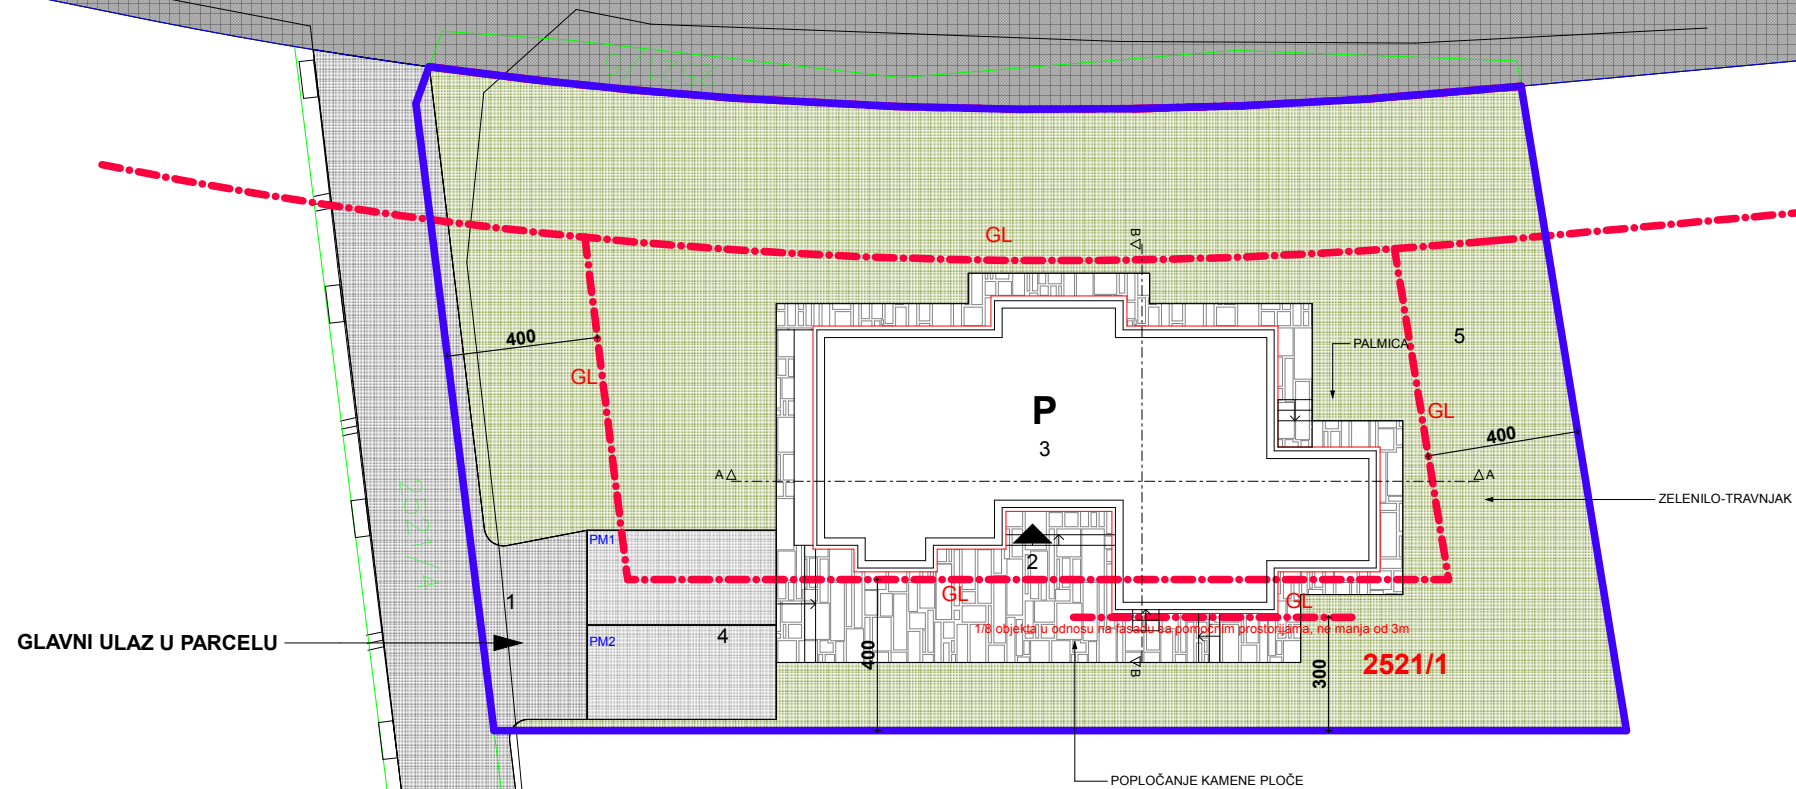 GL
B
400
PALMICA
5
GL
P
GL
400
3
A
A
ZELENILO-TRAVNJAK
PM1
2
GL
GL
1
1/8 objekta u odnosu na fasadu sa pomoćnim prostorijama, ne manja od 3m
GLAVNI ULAZ U PARCELU
PM2
4
400
B
300
2521/1
POPLOČANJE KAMENE PLOČE